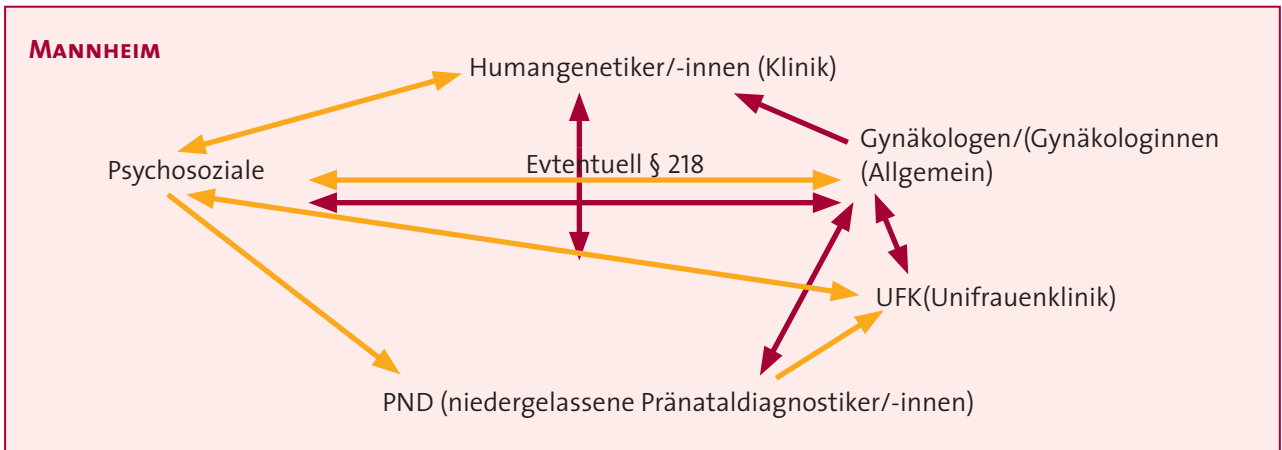 MANNHEIM
Humangenetiker/-innen (Klinik)
Gynäkologen/(Gynäkologinnen
(Allgemein)
Evtentuell § 218
Psychosoziale
UFK(Unifrauenklinik)
PND (niedergelassene Pränataldiagnostiker/-innen)